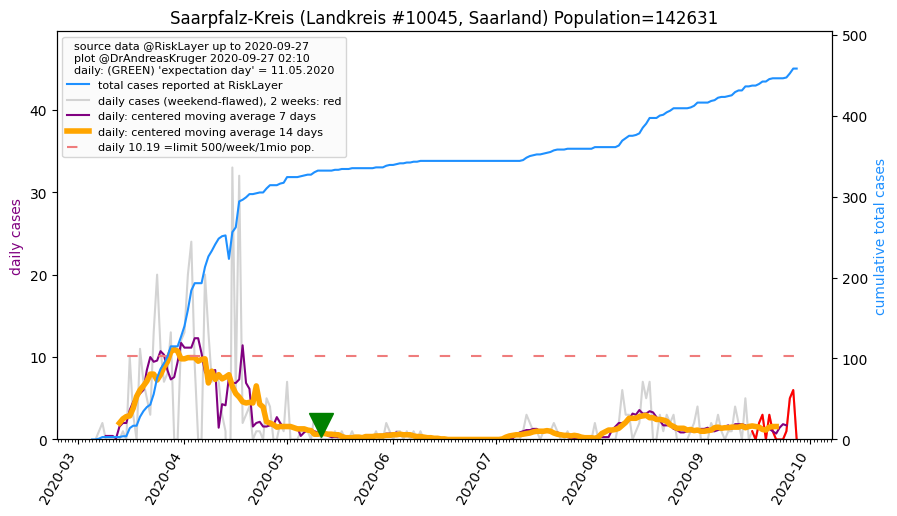 Saarpfalz-Kreis (Landkreis #10045, Saarland) Population=142631
source data @RiskLayer up to 2020-09-27
plot @DrAndreasKruger 2020-09-27 02:10
daily: (GREEN) 'expectation day' = 11.05.2020
total cases reported at RiskLayer
daily cases (weekend-flawed), 2 weeks: red
daily: centered moving average 7 days
daily: centered moving average 14 days
daily 10.19 =limit 500/week/1mio pop.
daily cases
40
30
20
10
0
cumulative total cases
500
400
300
200
100
0
2020-03
2020-04
2020-05
2020-06
2020-07
2020-08
2020-09
2020-10